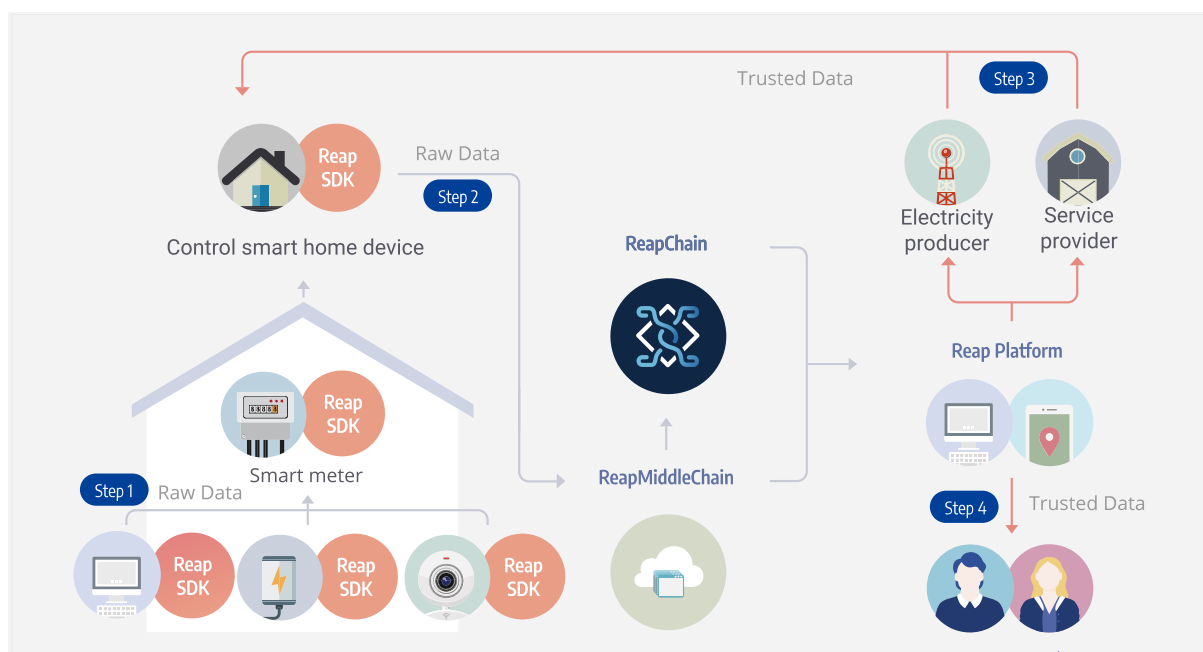 Trusted Data
Step 3
Reap
SDK
Raw Data
Step 2
Control smart home device
Electricity
producer
Service
provider
ReapChain
Reap Platform
Reap
SDK
Smart meter
ReapMiddleChain
Step 1
Raw Data
Step 4
Trusted Data
Reap
SDK
Reap
SDK
Reap
SDK